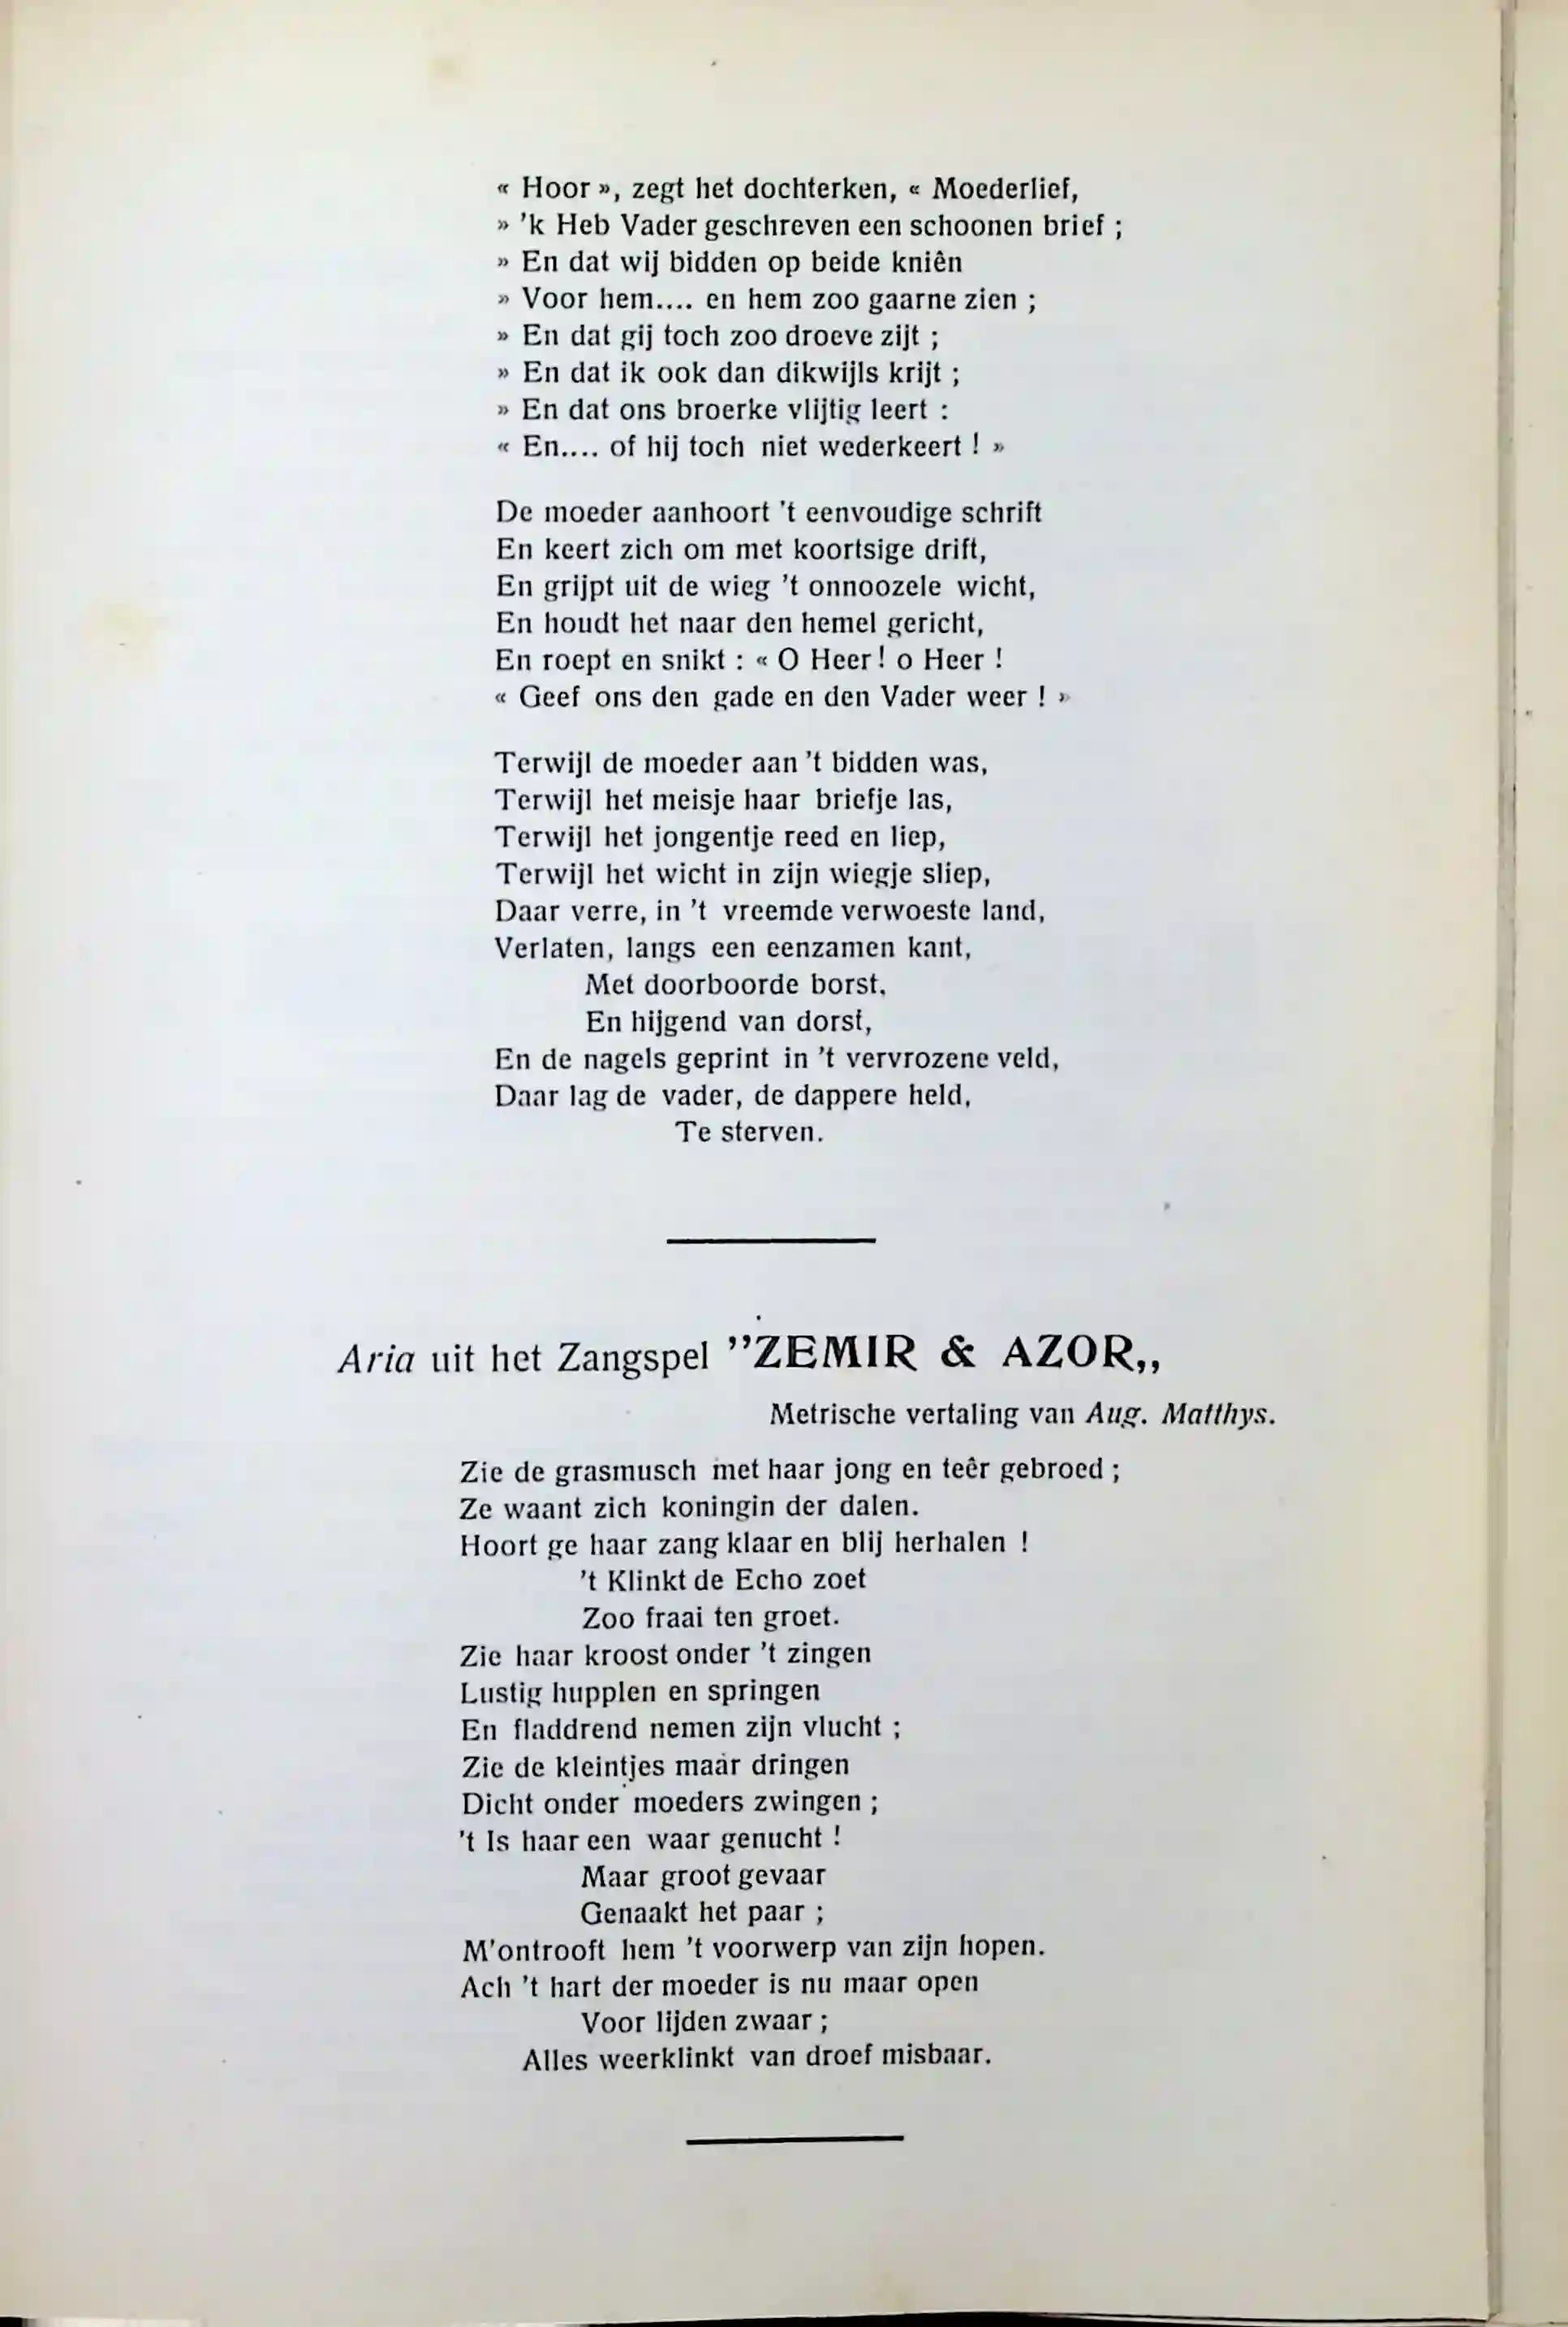 « Hoor », zegt het dochterken, « Moederlief,
» 'k Heb Vader geschreven een schoonen brief ;
» En dat wij bidden op beide kniên
» Voor hem.... en hem zoo gaarne zien ;
» En dat gij toch zoo droeve zijt ;
» En dat ik ook dan dikwijls krijt ;
» En dat ons broerke vlijtig leert :
« En.... of hij toch niet wederkeert ! »
De moeder aanhoort 't eenvoudige schrift
En keert zich om met koortsige drift,
En grijpt uit de wieg 't onnoozele wicht,
En houdt het naar den hemel gericht,
En roept en snikt : « O Heer! o Heer !
« Geef ons den gade en den Vader weer ! »
Terwijl de moeder aan 't bidden was,
Terwijl het meisje haar briefje las,
Terwijl het jongentje reed en liep,
Terwijl het wicht in zijn wiegje sliep,
Daar verre, in 't vreemde verwoeste land,
Verlaten, langs een eenzamen kant,
Met doorboorde borst,
En hijgend van dorst,
En de nagels geprint in 't vervrozene veld,
Daar lag de vader, de dappere held,
Te sterven.
Aria uit het Zangspel ”ZEMIR & AZOR„
Metrische vertaling van Aug. Matthys.
Zie de grasmusch met haar jong en teêr gebroed ;
Ze waant zich koningin der dalen.
Hoort ge haar zang klaar en blij herhalen !
't Klinkt de Echo zoet
Zoo fraai ten groet.
Zie haar kroost onder 't zingen
Lustig hupplen en springen
En fladdrend nemen zijn vlucht ;
Zie de kleintjes maar dringen
Dicht onder moeders zwingen ;
't Is haar een waar genucht !
Maar groot gevaar
Genaakt het paar ;
M'ontrooft hem 't voorwerp van zijn hopen.
Ach 't hart der moeder is nu maar open
Voor lijden zwaar ;
Alles weerklinkt van droef misbaar.